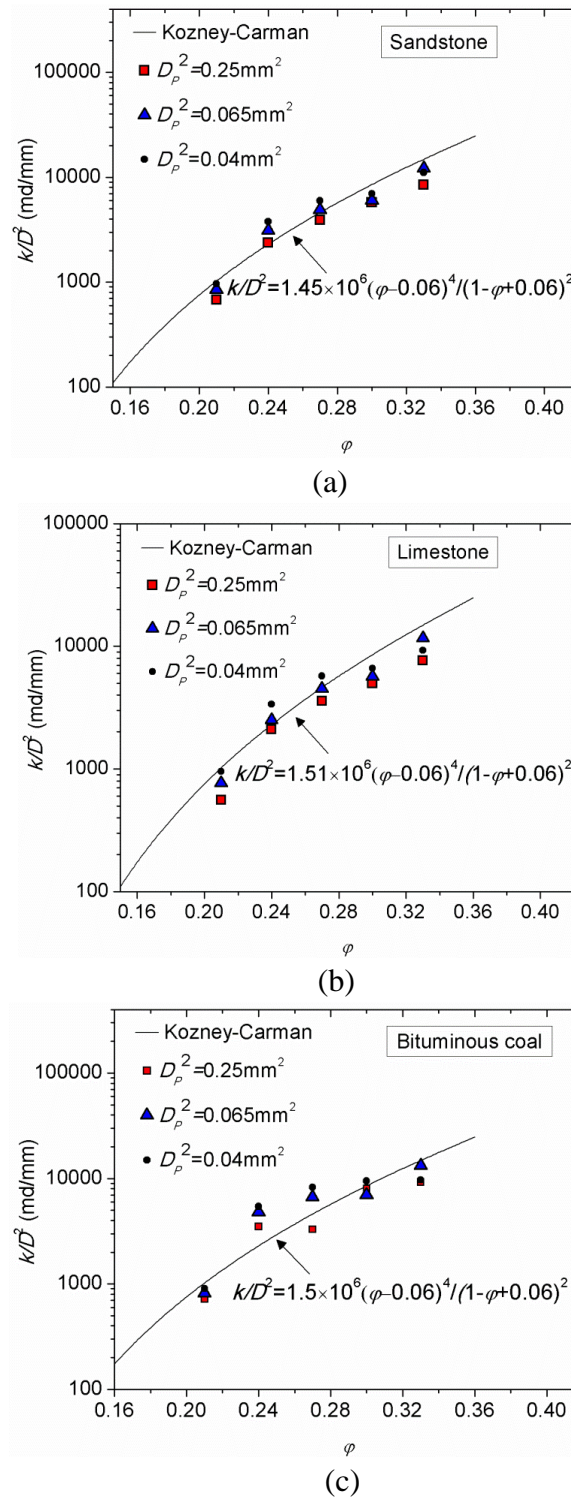 Kozney-Carman
Sandstone
D_P^2=0.25mm^2
D_P^2=0.065mm^2
D_P^2=0.04mm^2
100000
10000
1000
100
k/D^2 (md/mm)
k/D^2=1.45×10^6(φ–0.06)^4/(1-φ+0.06)^2
0.16 0.20 0.24 0.28 0.32 0.36 0.40
φ
(a)
100000
Kozney-Carman
Limestone
D_P^2=0.25mm^2
D_P^2=0.065mm^2
D_P^2=0.04mm^2
10000
1000
100
k/D^2 (md/mm)
k/D^2=1.51×10^6(φ–0.06)^4/(1-φ+0.06)^2
0.16 0.20 0.24 0.28 0.32 0.36 0.40
φ
(b)
Kozney-Carman
Bituminous coal
D_P^2=0.25mm^2
D_P^2=0.065mm^2
D_P^2=0.04mm^2
100000
10000
1000
100
k/D^2 (md/mm)
k/D^2=1.5×10^6(φ–0.06)^4/(1-φ+0.06)^2
0.16 0.20 0.24 0.28 0.32 0.36 0.40
φ
(c)